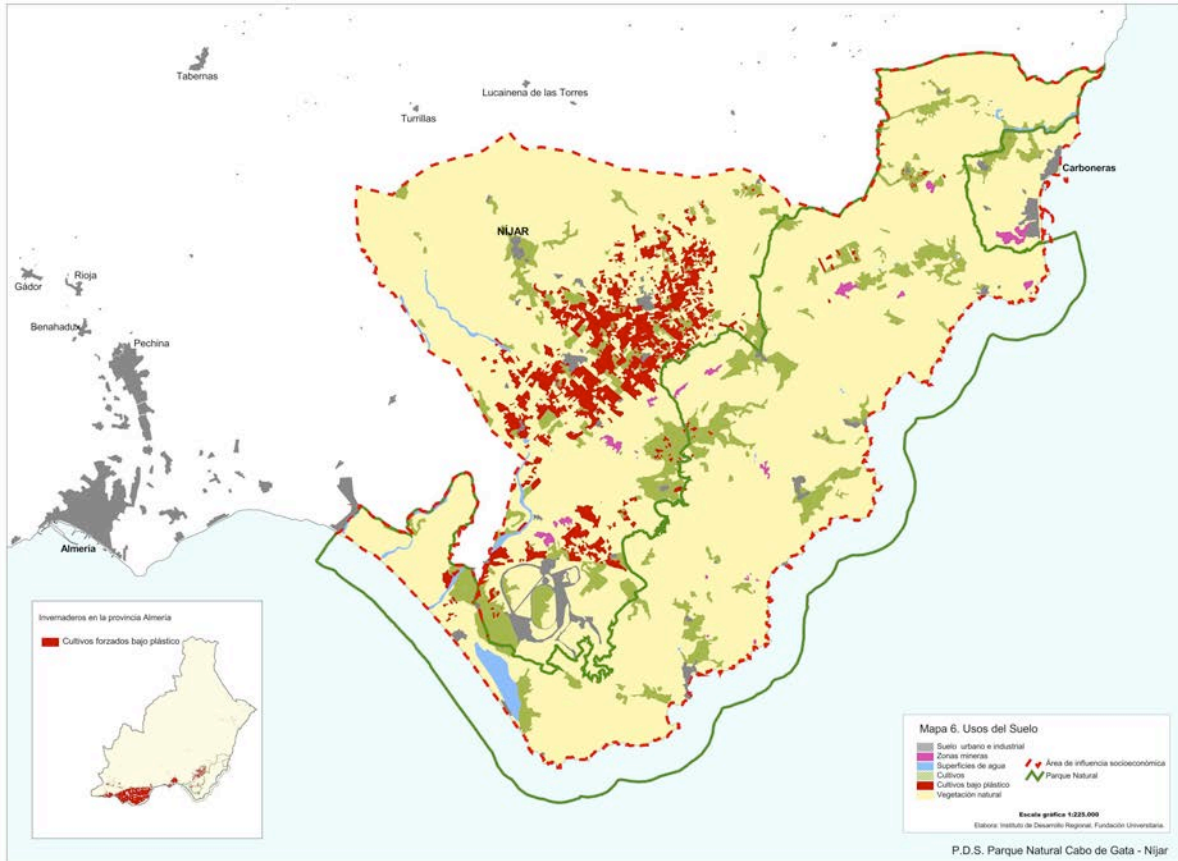 Tabernas
Lucainena de las Torres
Turrillas
Carboneras
NÍJAR
Rioja
Gádor
Benahadux
Pechina
Almería
Invernaderos en la provincia Almería
Cultivos forzados bajo plástico
Mapa 6. Usos del Suelo
Suelo urbano e industrial
Zonas mineras
Superficies de agua
Cultivos
Cultivos bajo plástico
Vegetación natural
Área de influencia socioeconómica
Parque Natural
Escala gráfica 1:225.000
Elabora: Instituto de Desarrollo Regional, Fundación Universitaria.
P.D.S. Parque Natural Cabo de Gata - Níjar